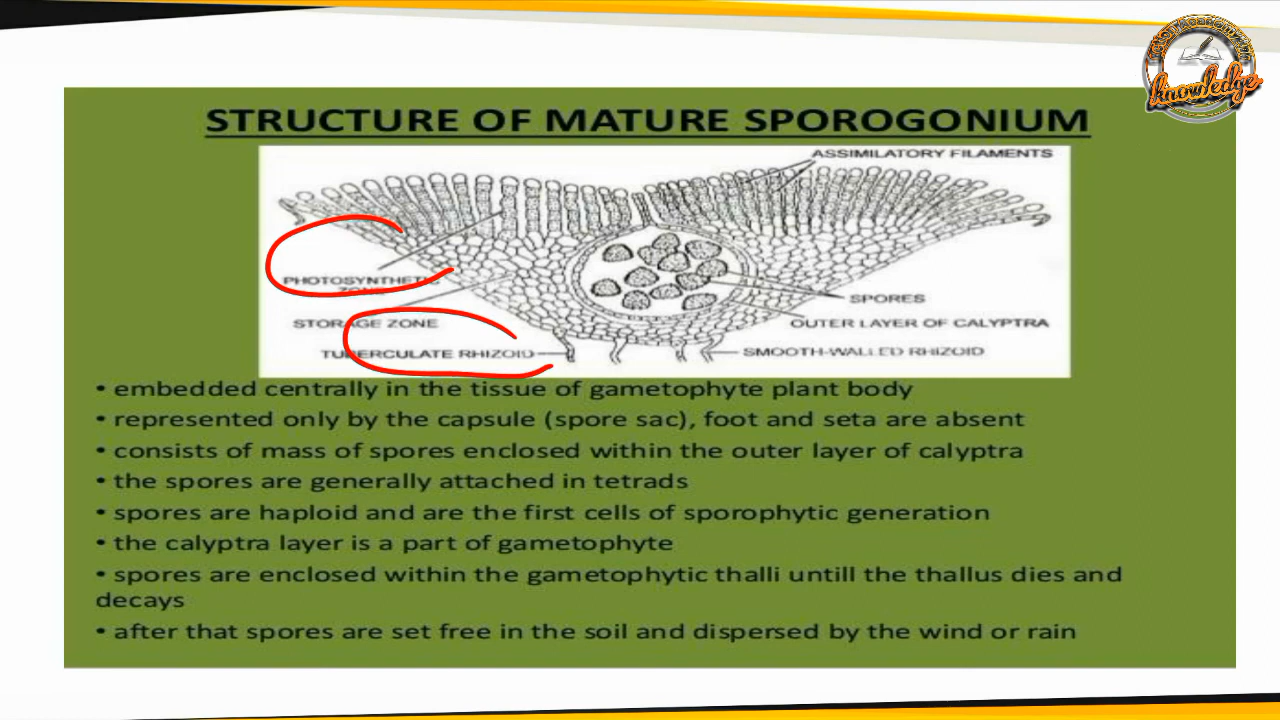 knowledge
STRUCTURE OF MATURE SPOROGONIUM
ASSIMILATORY FILAMENTS
PHOTOSYNTHETIC
ZONE
SPORES
STORAGE ZONE
OUTER LAYER OF CALYPTRA
TUBERCULATE RHIZOID
SMOOTH-WALLED RHIZOID
• embedded centrally in the tissue of gametophyte plant body
• represented only by the capsule (spore sac), foot and seta are absent
• consists of mass of spores enclosed within the outer layer of calyptra
• the spores are generally attached in tetrads
• spores are haploid and are the first cells of sporophytic generation
• the calyptra layer is a part of gametophyte
• spores are enclosed within the gametophytic thalli untill the thallus dies and
decays
• after that spores are set free in the soil and dispersed by the wind or rain